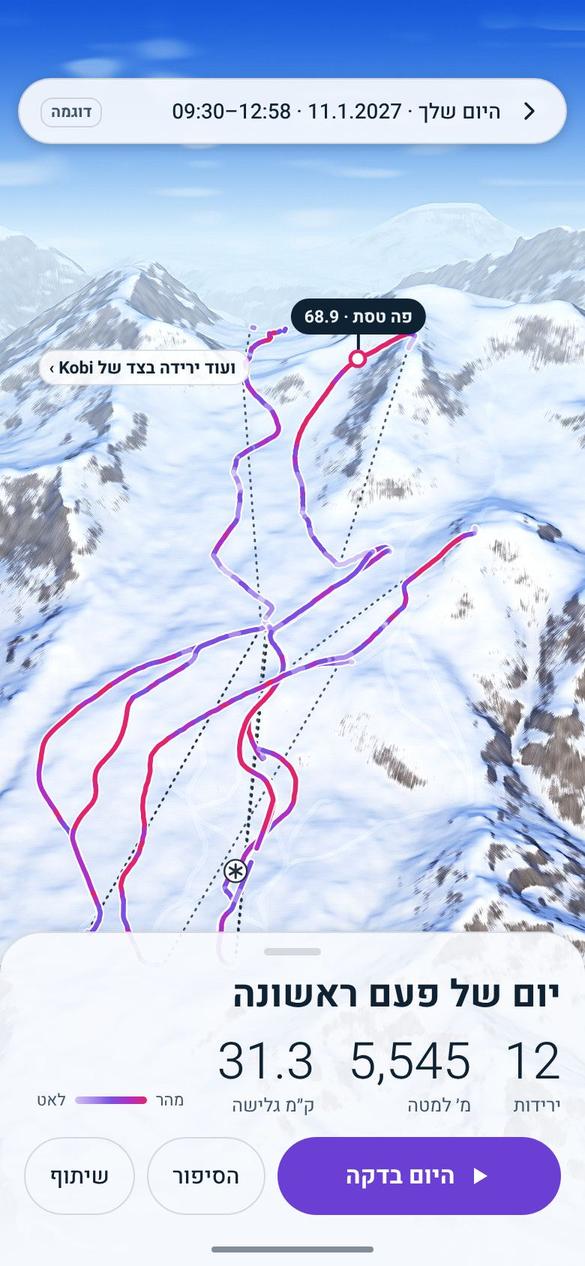 היום שלך · 11.1.2027 · 09:30–12:58
דוגמה
פה טסת · 68.9
ועוד ירידה בצד של Kobi ›
יום של פעם ראשונה
12 5,545 31.3
ירידות מ׳ למטה ק״מ גלישה מהר לאט
היום בדקה הסיפור שיתוף